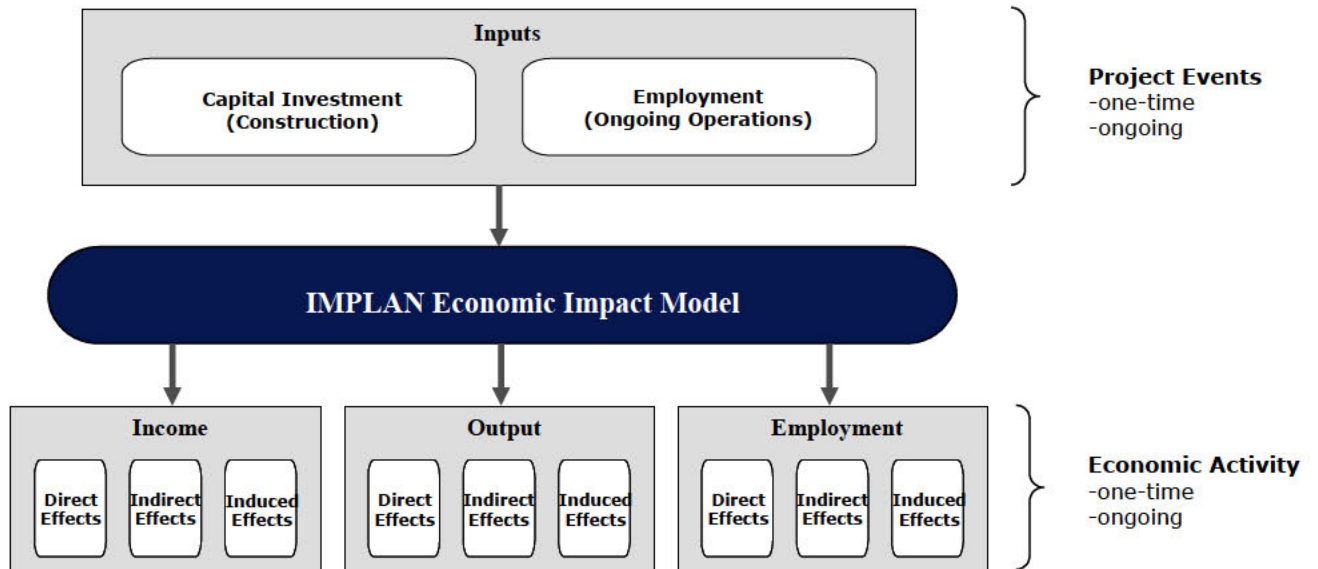 Inputs
Capital Investment
(Construction)
Employment
(Ongoing Operations)
Project Events
-one-time
-ongoing
IMPLAN Economic Impact Model
Income
Direct
Effects
Indirect
Effects
Induced
Effects
Output
Direct
Effects
Indirect
Effects
Induced
Effects
Employment
Direct
Effects
Indirect
Effects
Induced
Effects
Economic Activity
-one-time
-ongoing